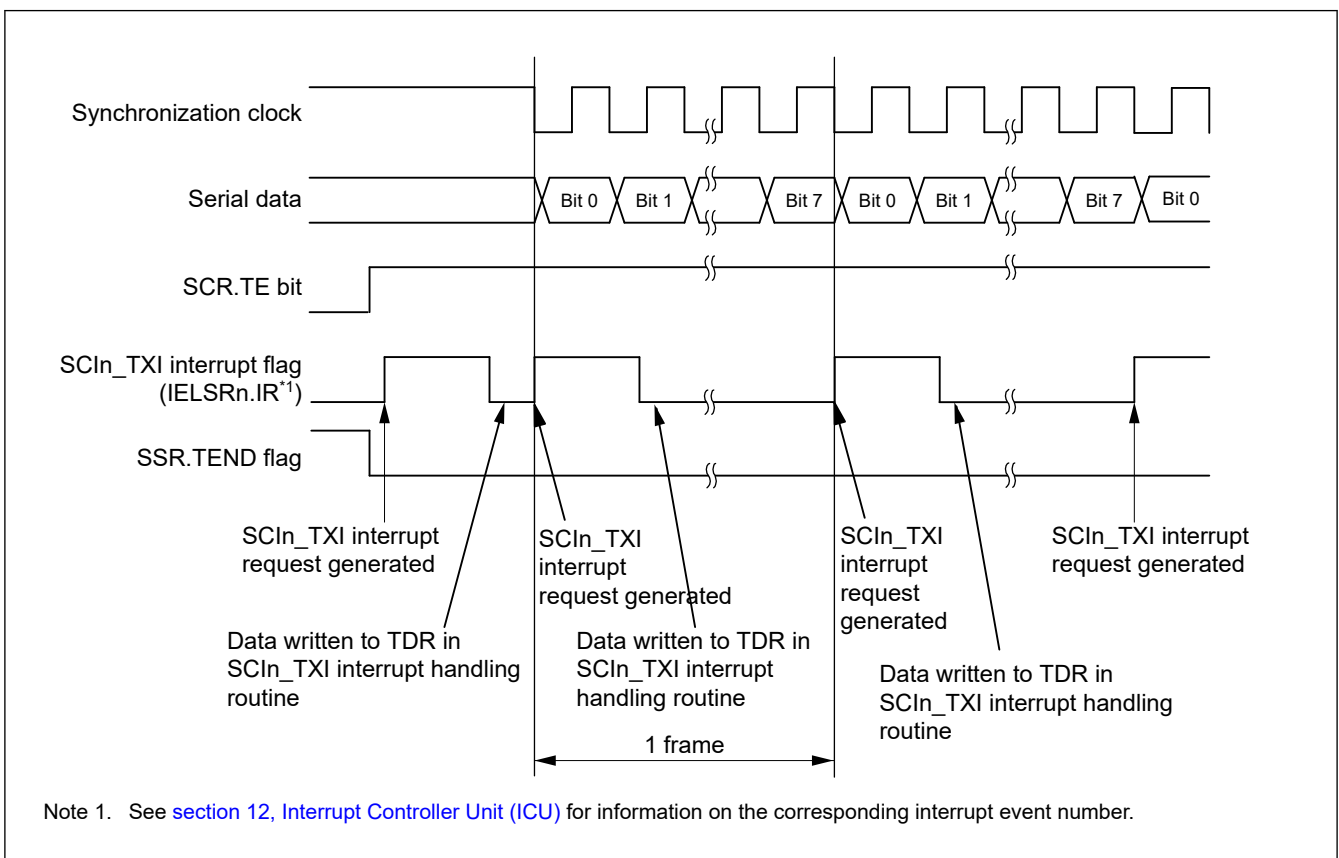 Synchronization clock
Serial data
Bit 0 Bit 1 Bit 7 Bit 0 Bit 1 Bit 7 Bit 0
SCR.TE bit
SCIn_TXI interrupt flag
(IELSRn.IR*1)
SSR.TEND flag
SCIn_TXI interrupt
request generated
SCIn_TXI
interrupt
request generated
SCIn_TXI
interrupt
request
generated
SCIn_TXI interrupt
request generated
Data written to TDR in
SCIn_TXI interrupt handling
routine
Data written to TDR in
SCIn_TXI interrupt
handling routine
Data written to TDR in
SCIn_TXI interrupt handling
routine
1 frame
Note 1. See section 12, Interrupt Controller Unit (ICU) for information on the corresponding interrupt event number.